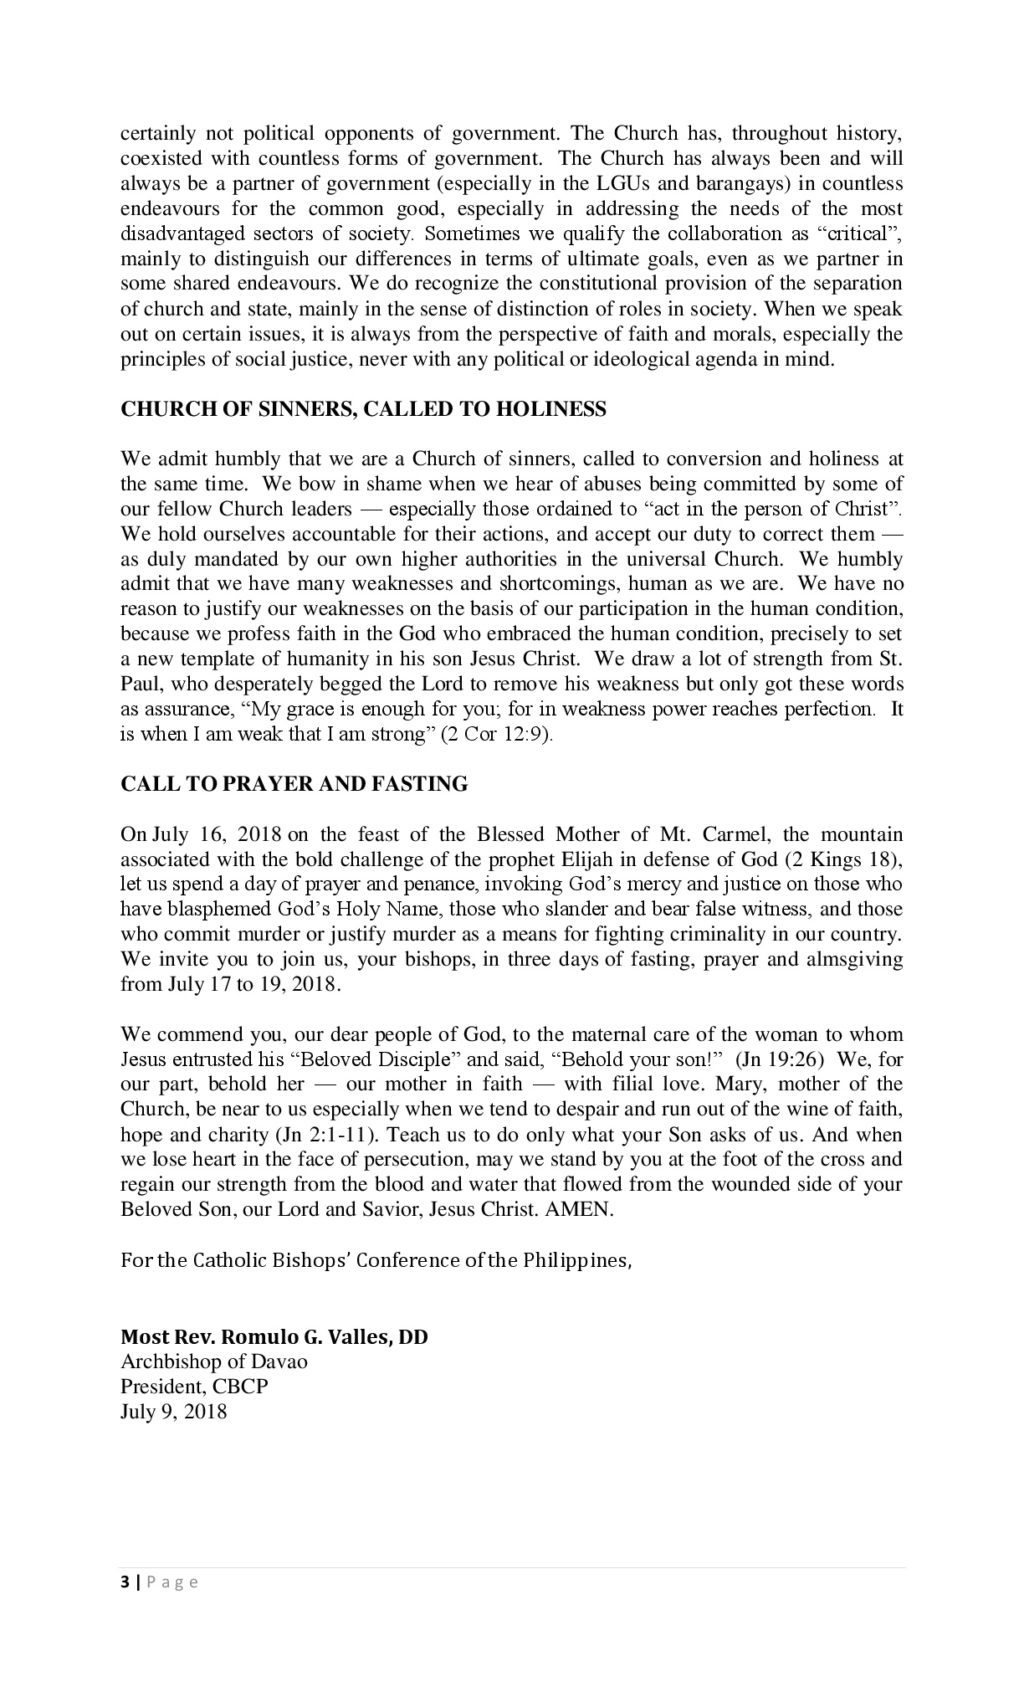 certainly not political opponents of government. The Church has, throughout history,
coexisted with countless forms of government.  The Church has always been and will
always be a partner of government (especially in the LGUs and barangays) in countless
endeavours for the common good, especially in addressing the needs of the most
disadvantaged sectors of society. Sometimes we qualify the collaboration as “critical”,
mainly to distinguish our differences in terms of ultimate goals, even as we partner in
some shared endeavours. We do recognize the constitutional provision of the separation
of church and state, mainly in the sense of distinction of roles in society. When we speak
out on certain issues, it is always from the perspective of faith and morals, especially the
principles of social justice, never with any political or ideological agenda in mind.
CHURCH OF SINNERS, CALLED TO HOLINESS
We admit humbly that we are a Church of sinners, called to conversion and holiness at
the same time.  We bow in shame when we hear of abuses being committed by some of
our fellow Church leaders — especially those ordained to “act in the person of Christ”.
We hold ourselves accountable for their actions, and accept our duty to correct them —
as duly mandated by our own higher authorities in the universal Church.  We humbly
admit that we have many weaknesses and shortcomings, human as we are.  We have no
reason to justify our weaknesses on the basis of our participation in the human condition,
because we profess faith in the God who embraced the human condition, precisely to set
a new template of humanity in his son Jesus Christ.  We draw a lot of strength from St.
Paul, who desperately begged the Lord to remove his weakness but only got these words
as assurance, “My grace is enough for you; for in weakness power reaches perfection.  It
is when I am weak that I am strong” (2 Cor 12:9).
CALL TO PRAYER AND FASTING
On July 16, 2018 on the feast of the Blessed Mother of Mt. Carmel, the mountain
associated with the bold challenge of the prophet Elijah in defense of God (2 Kings 18),
let us spend a day of prayer and penance, invoking God’s mercy and justice on those who
have blasphemed God’s Holy Name, those who slander and bear false witness, and those
who commit murder or justify murder as a means for fighting criminality in our country.
We invite you to join us, your bishops, in three days of fasting, prayer and almsgiving
from July 17 to 19, 2018.
We commend you, our dear people of God, to the maternal care of the woman to whom
Jesus entrusted his “Beloved Disciple” and said, “Behold your son!”  (Jn 19:26)  We, for
our part, behold her — our mother in faith — with filial love. Mary, mother of the
Church, be near to us especially when we tend to despair and run out of the wine of faith,
hope and charity (Jn 2:1-11). Teach us to do only what your Son asks of us. And when
we lose heart in the face of persecution, may we stand by you at the foot of the cross and
regain our strength from the blood and water that flowed from the wounded side of your
Beloved Son, our Lord and Savior, Jesus Christ. AMEN.
For the Catholic Bishops’ Conference of the Philippines,
Most Rev. Romulo G. Valles, DD
Archbishop of Davao
President, CBCP
July 9, 2018
3 | Page